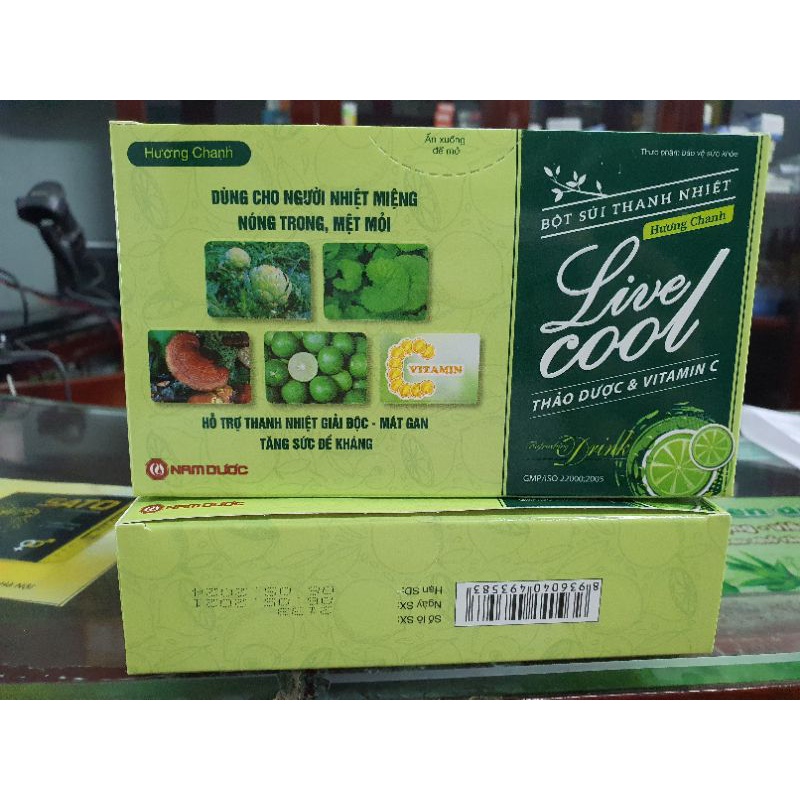 Hương Chanh
Ấn xuống
để mở
DÙNG CHO NGƯỜI NHIỆT MIỆNG
NÓNG TRONG, MỆT MỎI
VITAMIN
HỖ TRỢ THANH NHIỆT GIẢI ĐỘC - MÁT GAN
TĂNG SỨC ĐỀ KHÁNG
NAM DƯỢC
Thực phẩm bảo vệ sức khỏe
BỘT SỦI THANH NHIỆT
Hương Chanh
Live
cool
THẢO DƯỢC & VITAMIN C
Refreshing
Drink
GMP/ISO 22000:2005
NAM DƯỢC
8936040493583
Số lô SX:
Ngày SX:
Hạn SD: